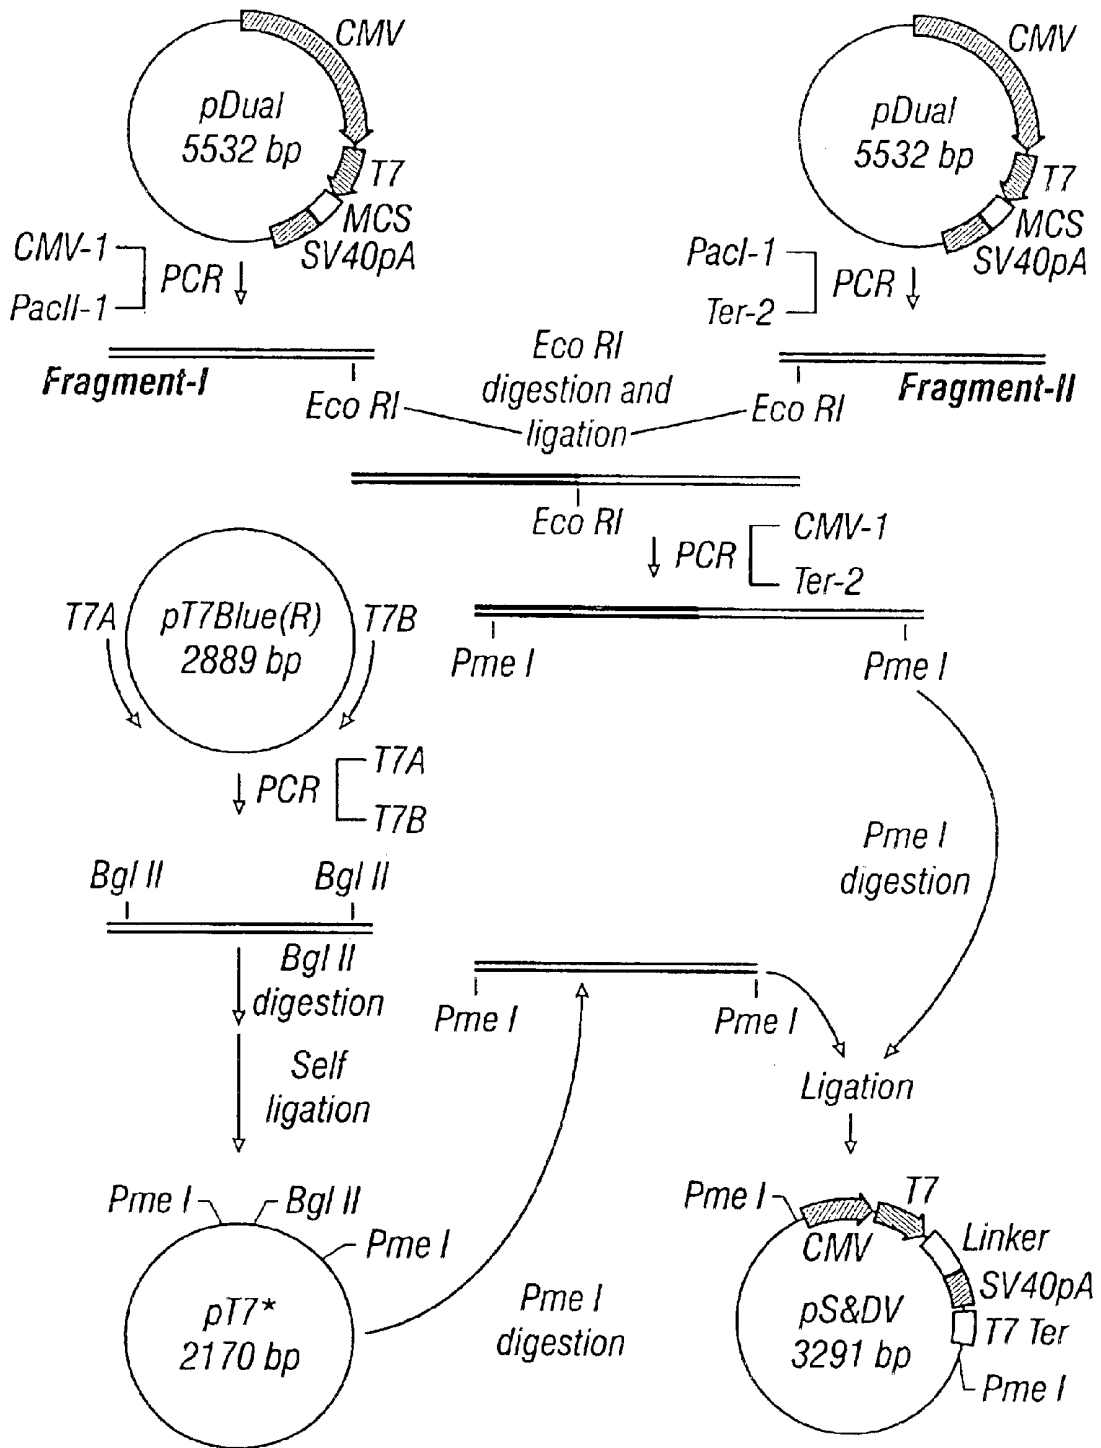 CMV
pDual
5532 bp
T7
MCS
SV40pA
CMV-1
PacII-1
PCR
CMV
pDual
5532 bp
T7
MCS
SV40pA
PacI-1
Ter-2
PCR
Fragment-I
Eco RI
Eco RI
digestion and
ligation
Eco RI
Fragment-II
Eco RI
PCR
CMV-1
Ter-2
T7A
pT7Blue(R)
2889 bp
T7B
Pme I
Pme I
PCR
T7A
T7B
Pme I
digestion
Bgl II
Bgl II
Bgl II
digestion
Pme I
Pme I
Self
ligation
Ligation
Pme I
Bgl II
Pme I
pT7*
2170 bp
Pme I
digestion
Pme I
CMV
T7
Linker
SV40pA
T7 Ter
pS&DV
3291 bp
Pme I